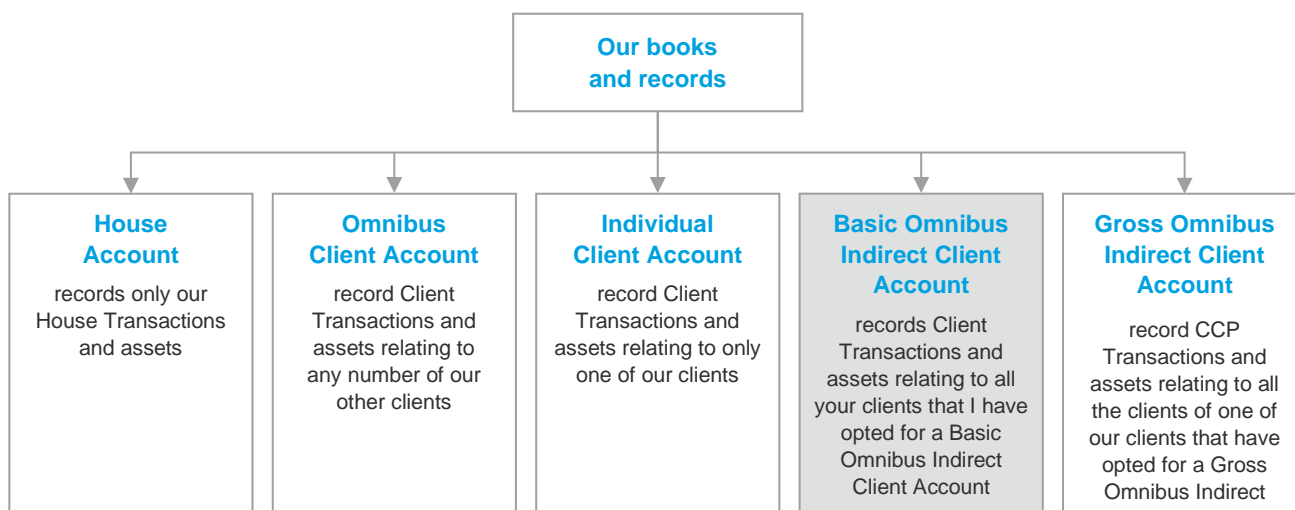 Our books
and records
House
Account
records only our
House Transactions
and assets
Omnibus
Client Account
record Client
Transactions and
assets relating to
any number of our
other clients
Individual
Client Account
record Client
Transactions and
assets relating to only
one of our clients
Basic Omnibus
Indirect Client
Account
records Client
Transactions and
assets relating to all
your clients that I have
opted for a Basic
Omnibus Indirect
Client Account
Gross Omnibus
Indirect Client
Account
record CCP
Transactions and
assets relating to all
the clients of one of
our clients that have
opted for a Gross
Omnibus Indirect